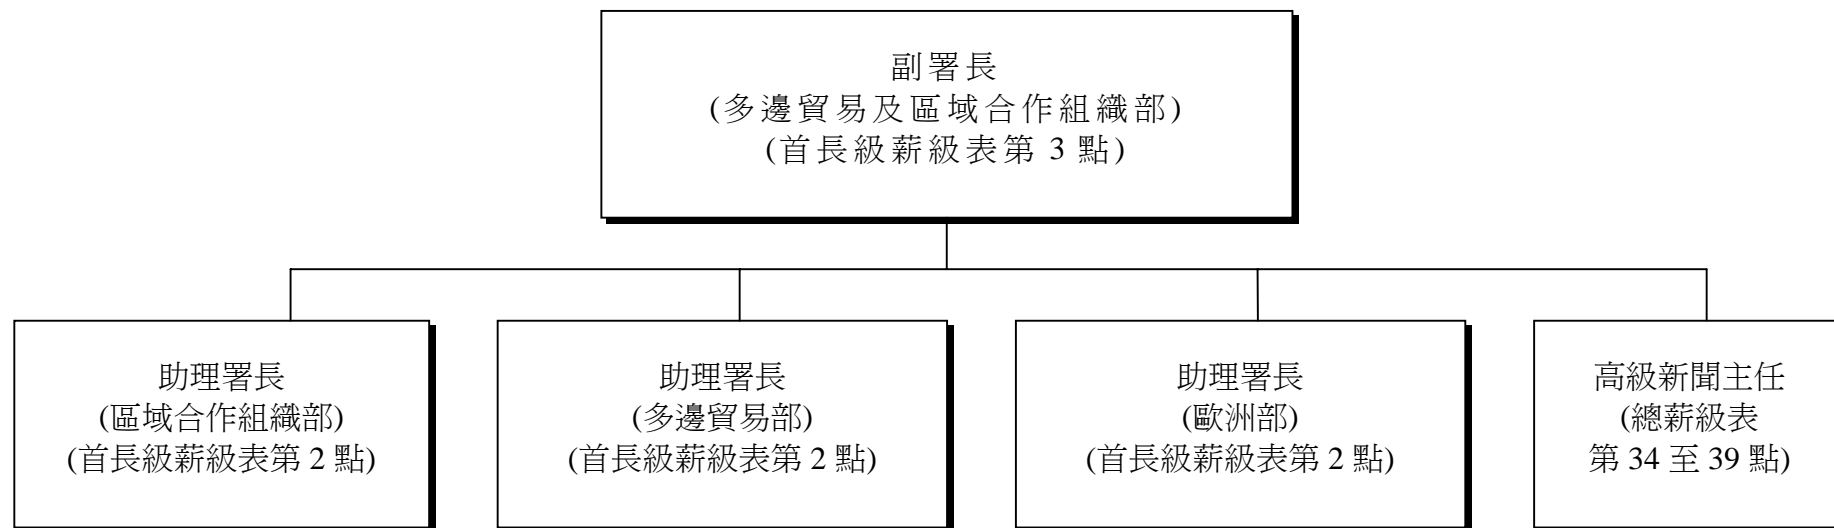 副署長
(多邊貿易及區域合作組織部)
(首長級薪級表第 3 點)
助理署長
(區域合作組織部)
(首長級薪級表第 2 點)
助理署長
(多邊貿易部)
(首長級薪級表第 2 點)
助理署長
(歐洲部)
(首長級薪級表第 2 點)
高級新聞主任
(總薪級表
第 34 至 39 點)